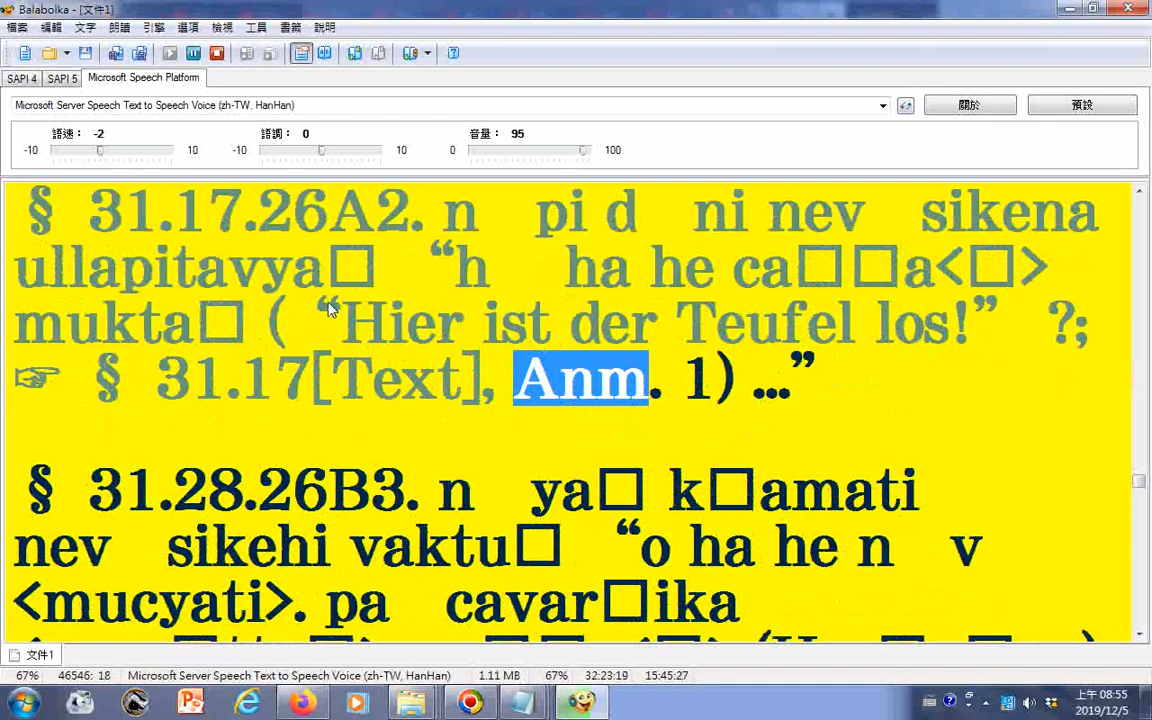 Balabolka - [文件1]
檔案 編輯 文字 朗讀 引擎 選項 檢視 工具 書籤 說明
SAPI 4 SAPI 5 Microsoft Speech Platform
Microsoft Server Speech Text to Speech Voice (zh-TW, HanHan) 關於 預設
語速： -2 語調： 0 音量： 95
-10 10 -10 10 0 100
§ 31.17.26A2. n pi d ni nev sikena
ullapitavya□ “h ha he ca□□a<□>
mukta□ ( “Hier ist der Teufel los!” ?;
☞ § 31.17[Text], Anm. 1) ...”
§ 31.28.26B3. n ya□ k□amati
nev sikehi vaktu□ “o ha he n v
<mucyati>. pa cavar□ika
文件1
67% 46546: 18 Microsoft Server Speech Text to Speech Voice (zh-TW, HanHan) 1.11 MB 67% 32:23:19 15:45:27
上午 08:55
2019/12/5